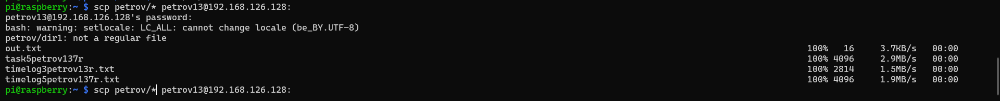 pi@raspberry:~ $ scp petrov/* petrov13@192.168.126.128:
petrov13@192.168.126.128's password:
bash: warning: setlocale: LC_ALL: cannot change locale (be_BY.UTF-8)
petrov/dir1: not a regular file
out.txt 100% 16 3.7KB/s 00:00
task5petrov137r 100% 4096 2.9MB/s 00:00
timelog3petrov13r.txt 100% 2814 1.5MB/s 00:00
timelog5petrov137r.txt 100% 4096 1.9MB/s 00:00
pi@raspberry:~ $ scp petrov/* petrov13@192.168.126.128: